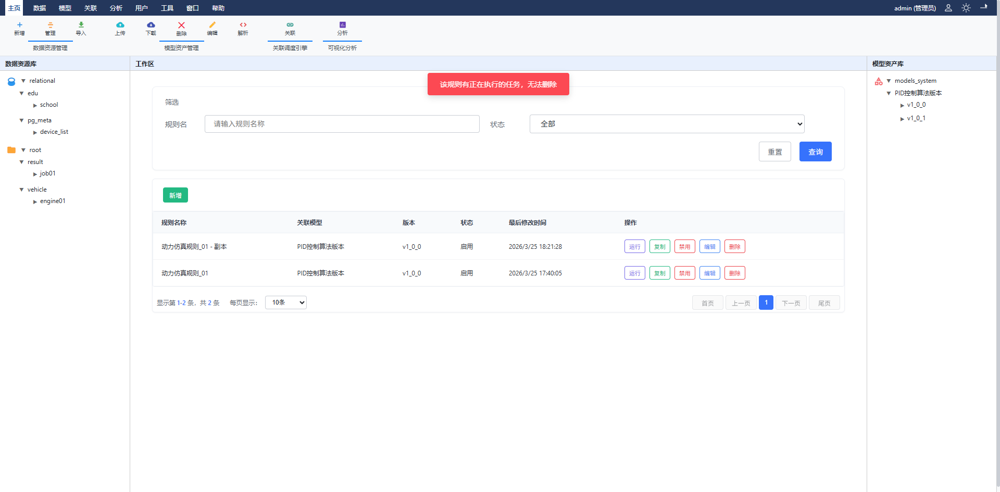 主页 数据 模型 关联 分析 用户 工具 窗口 帮助 admin (管理员)
新增 管理 导入 上传 下载 删除 编辑 解析 关联 分析
数据资源管理 模型资产管理 关联调度引擎 可视化分析
数据资源库
relational
edu
school
pg_meta
device_list
root
result
job01
vehicle
engine01
工作区
该规则有正在执行的任务，无法删除
筛选
规则名 请输入规则名称 状态 全部
重置 查询
新增
规则名称 关联模型 版本 状态 最后修改时间 操作
动力仿真规则_01 - 副本 PID控制算法版本 v1_0_0 启用 2026/3/25 18:21:28 运行 复制 禁用 编辑 删除
动力仿真规则_01 PID控制算法版本 v1_0_0 启用 2026/3/25 17:40:05 运行 复制 禁用 编辑 删除
显示第 1-2 条，共 2 条 每页显示： 10条 首页 上一页 1 下一页 尾页
模型资产库
models_system
PID控制算法版本
v1_0_0
v1_0_1